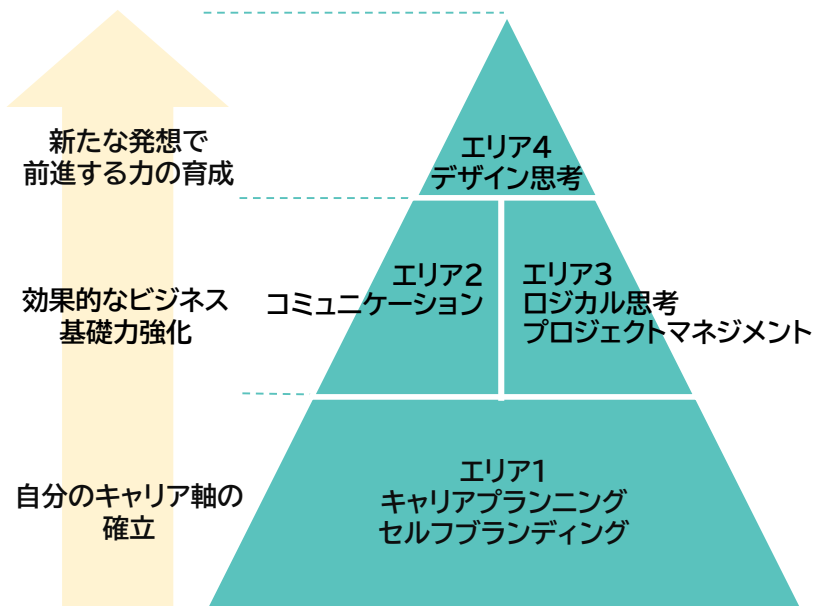 新たな発想で
前進する力の育成
エリア4
デザイン思考
効果的なビジネス
基礎力強化
エリア2
コミュニケーション
エリア3
ロジカル思考
プロジェクトマネジメント
自分のキャリア軸の
確立
エリア1
キャリアプランニング
セルフブランディング